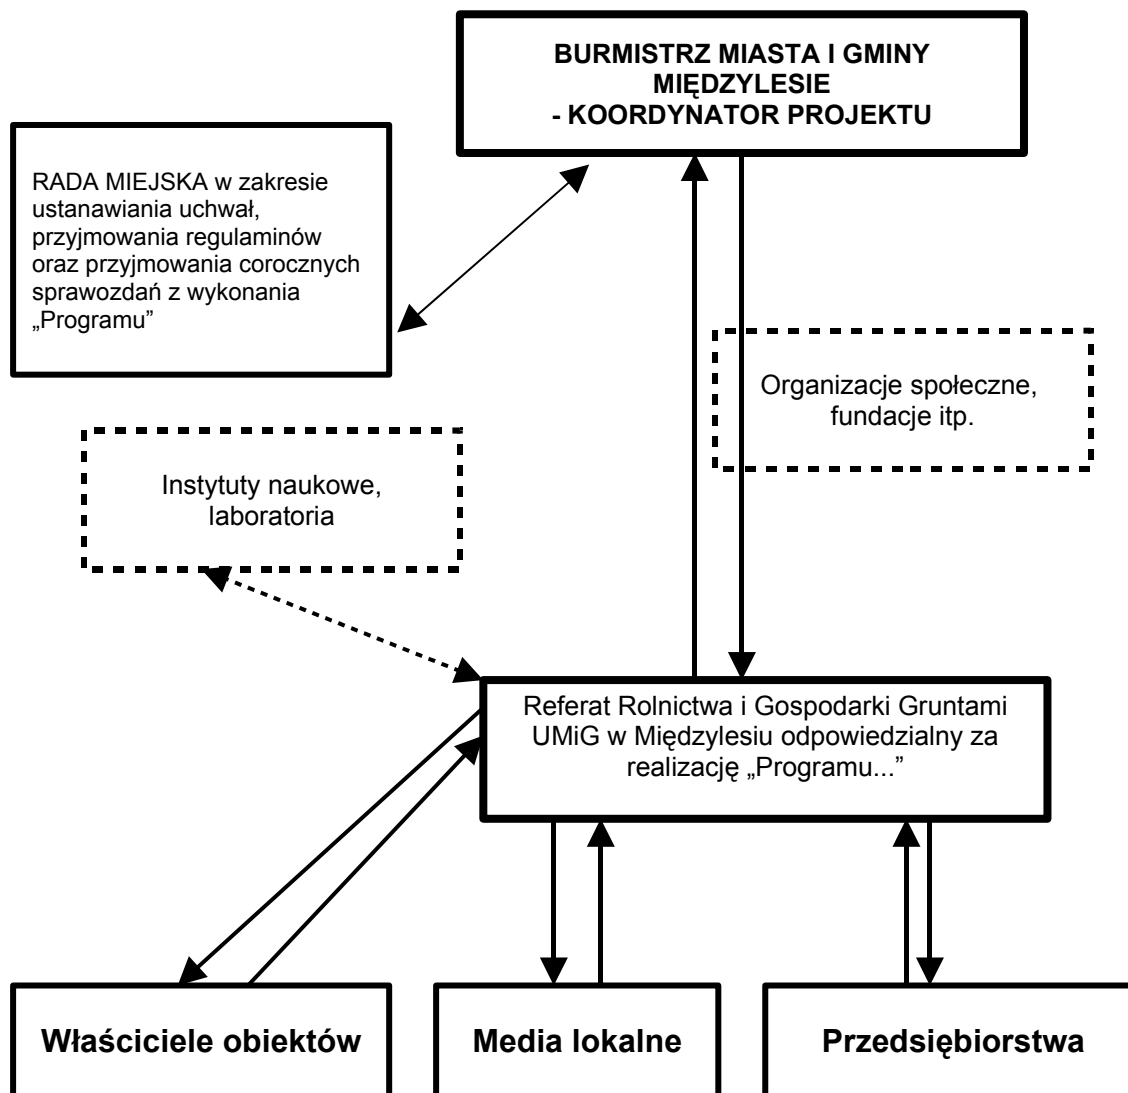 BURMISTRZ MIASTA I GMINY
MIĘDZYLESIE
- KOORDYNATOR PROJEKTU
RADA MIEJSKA w zakresie
ustanawiania uchwał,
przyjmowania regulaminów
oraz przyjmowania corocznych
sprawozdań z wykonania
„Programu”
Organizacje społeczne,
fundacje itp.
Instytuty naukowe,
laboratoria
Referat Rolnictwa i Gospodarki Gruntami
UMiG w Międzylesiu odpowiedzialny za
realizację „Programu...”
Właściciele obiektów
Media lokalne
Przedsiębiorstwa